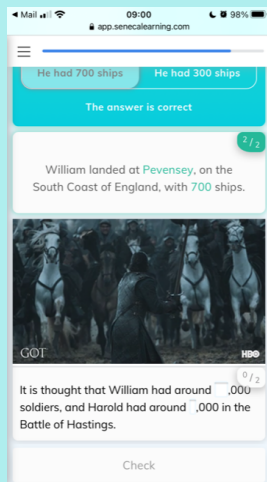 Mail 09:00 98%
app.senecalearning.com
He had 700 ships He had 300 ships
The answer is correct
2/2
William landed at Pevensey, on the
South Coast of England, with 700 ships.
GOT HBO
0/2
It is thought that William had around ,000
soldiers, and Harold had around ,000 in the
Battle of Hastings.
Check